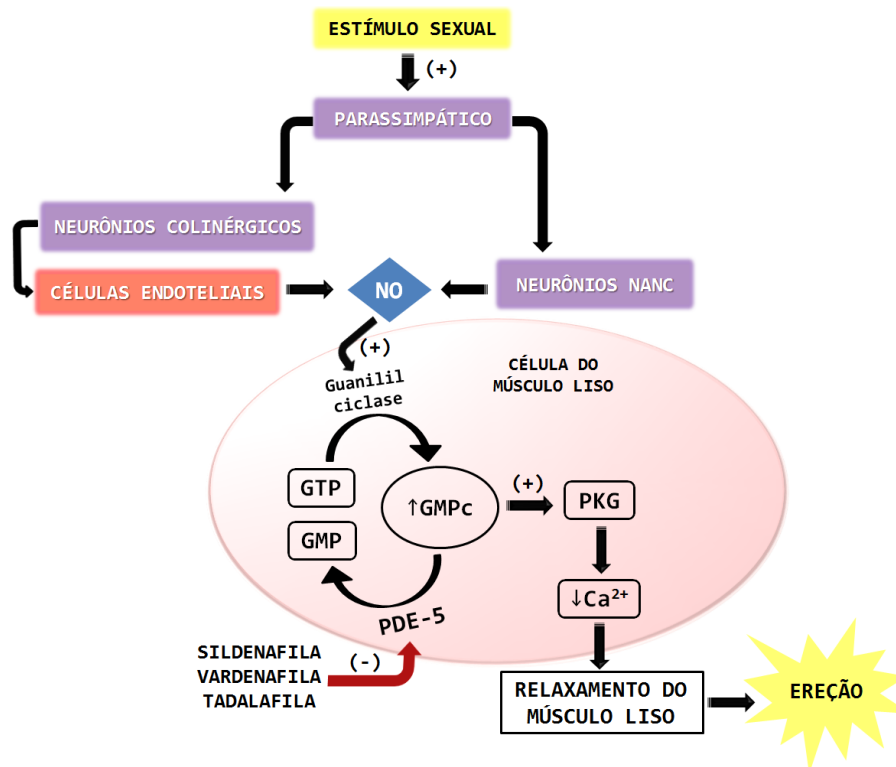 ESTÍMULO SEXUAL
(+)
PARASSIMPÁTICO
NEURÔNIOS COLINÉRGICOS
CÉLULAS ENDOTELIAIS
NO
NEURÔNIOS NANC
(+)
CÉLULA DO
MÚSCULO LISO
Guanilil
ciclase
GTP
↑GMPc
(+)
PKG
GMP
PDE-5
↓Ca²⁺
SILDENAFILA
VARDENAFILA
TADALAFILA
(-)
RELAXAMENTO DO
MÚSCULO LISO
EREÇÃO